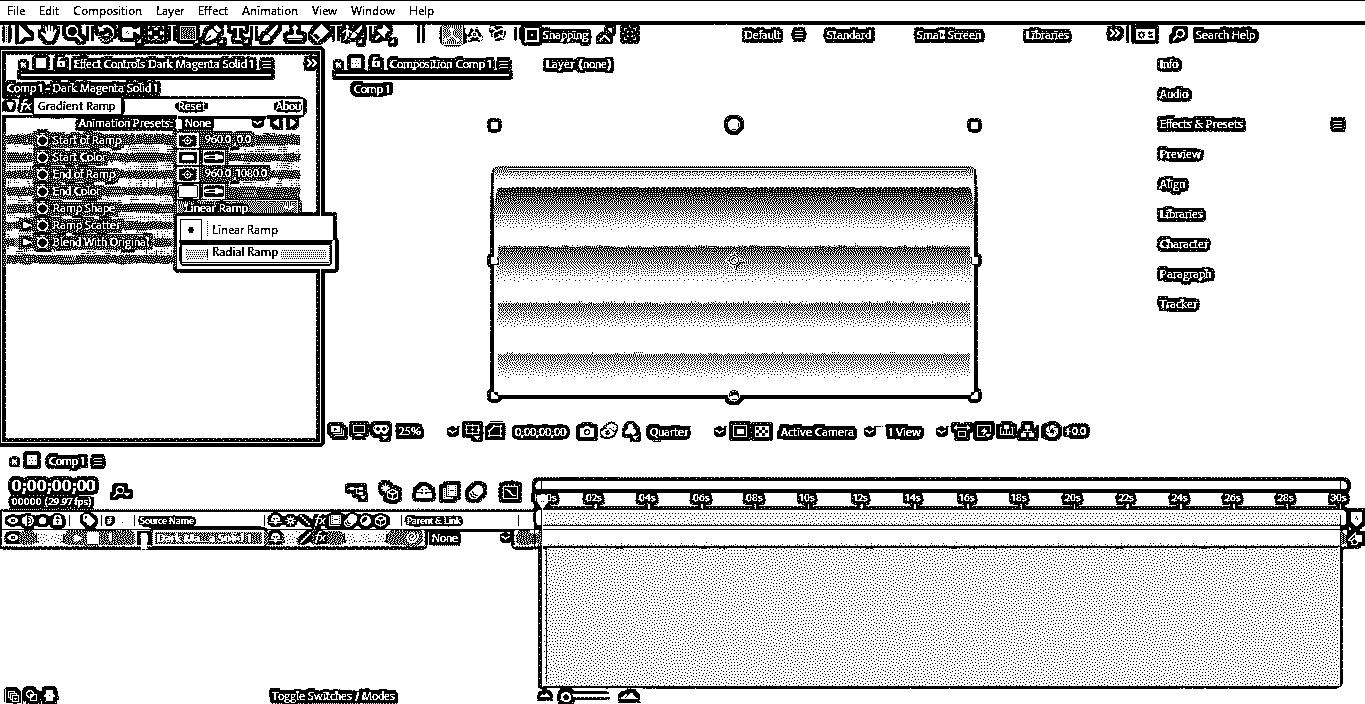 File Edit Composition Layer Effect Animation View Window Help
Snapping Default Standard Small Screen Libraries Search Help
Effect Controls Dark Magenta Solid 1
Composition Comp 1
Layer (none)
Info
Comp 1 - Dark Magenta Solid 1
Comp 1
Audio
fx Gradient Ramp Reset Abou
Animation Presets: None
Effects & Presets
Start of Ramp 960.0, 0.0
Start Color
Preview
End of Ramp 960.0, 1080.0
End Color
Align
Ramp Shape Linear Ramp
Libraries
Ramp Scatter
Linear Ramp
Blend With Original
Character
Radial Ramp
Paragraph
Tracker
25% 0;00;00;00 Quarter Active Camera 1 View +0.0
Comp 1
0;00;00;00
00000 (29.97 fps)
02s 04s 06s 08s 10s 12s 14s 16s 18s 20s 22s 24s 26s 28s 30s
# Source Name fx Parent & Link
1 fx None
Toggle Switches / Modes